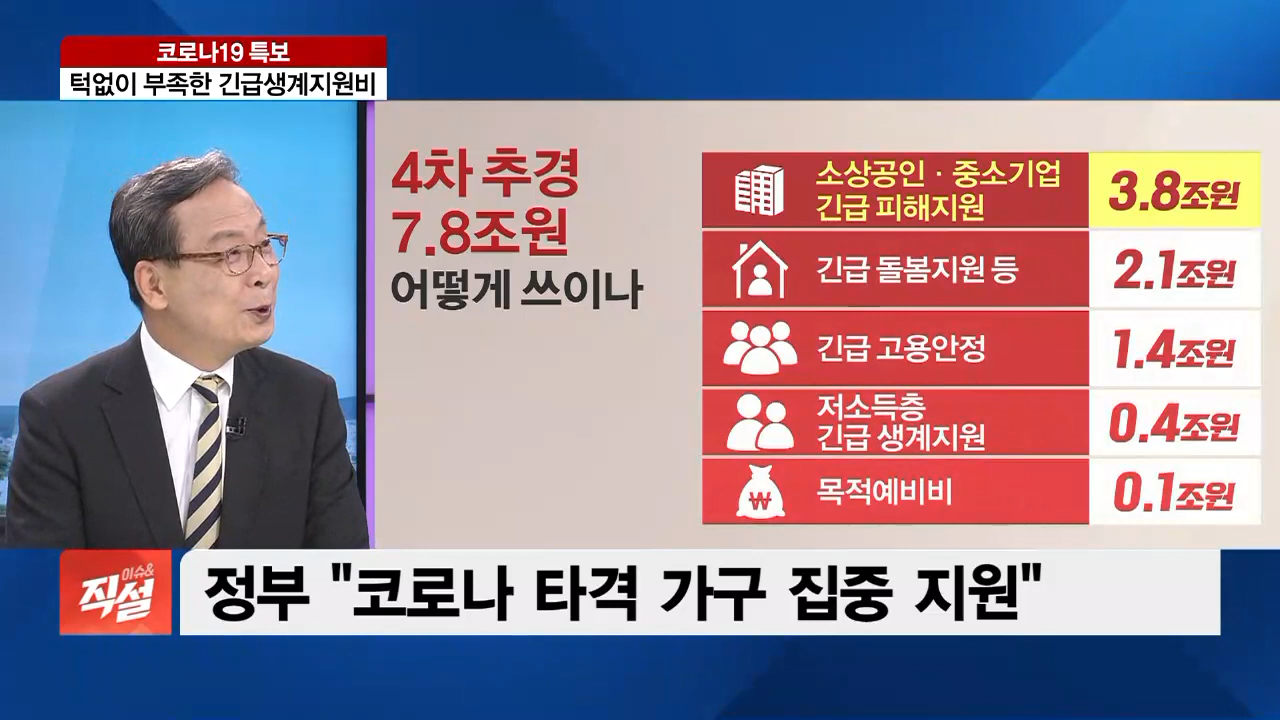 코로나19 특보
턱없이 부족한 긴급생계지원비
4차 추경
7.8조원
어떻게 쓰이나
소상공인 · 중소기업
긴급 피해지원
3.8조원
긴급 돌봄지원 등
2.1조원
긴급 고용안정
1.4조원
저소득층
긴급 생계지원
0.4조원
₩
목적예비비
0.1조원
이슈&
직설
정부 "코로나 타격 가구 집중 지원"